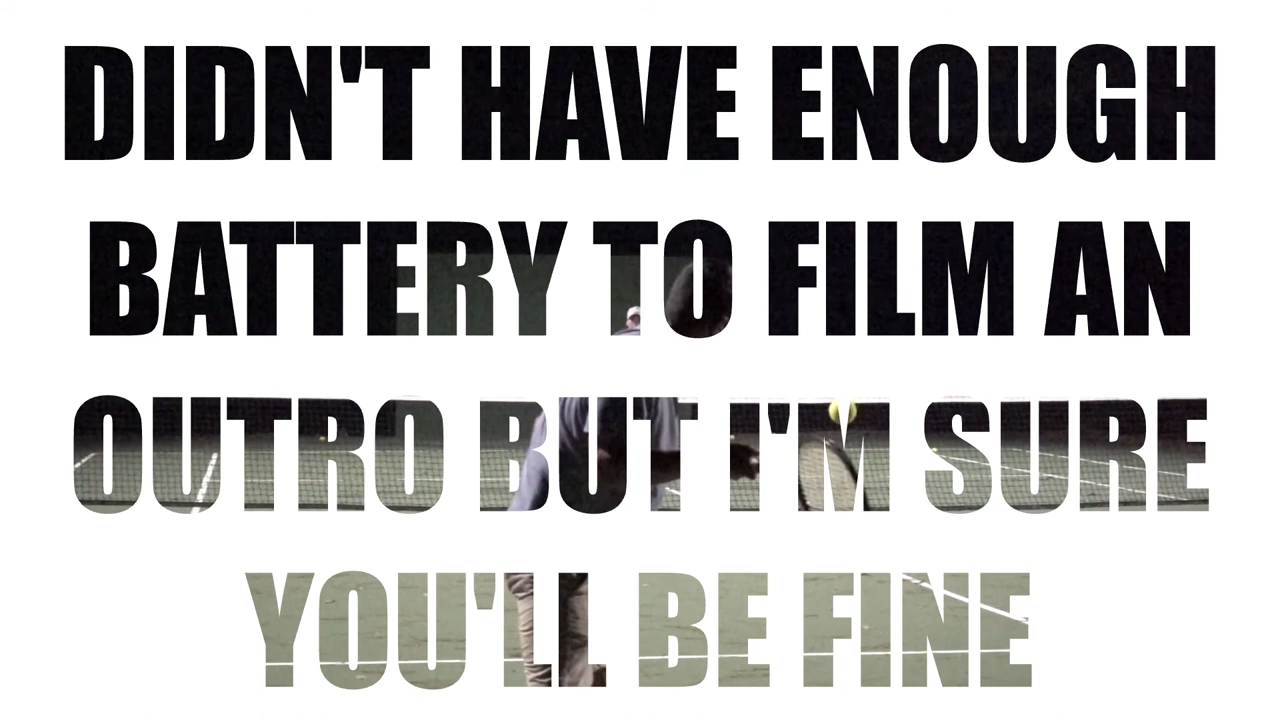 DIDN'T HAVE ENOUGH
BATTERY TO FILM AN
OUTRO BUT I'M SURE
YOU'LL BE FINE